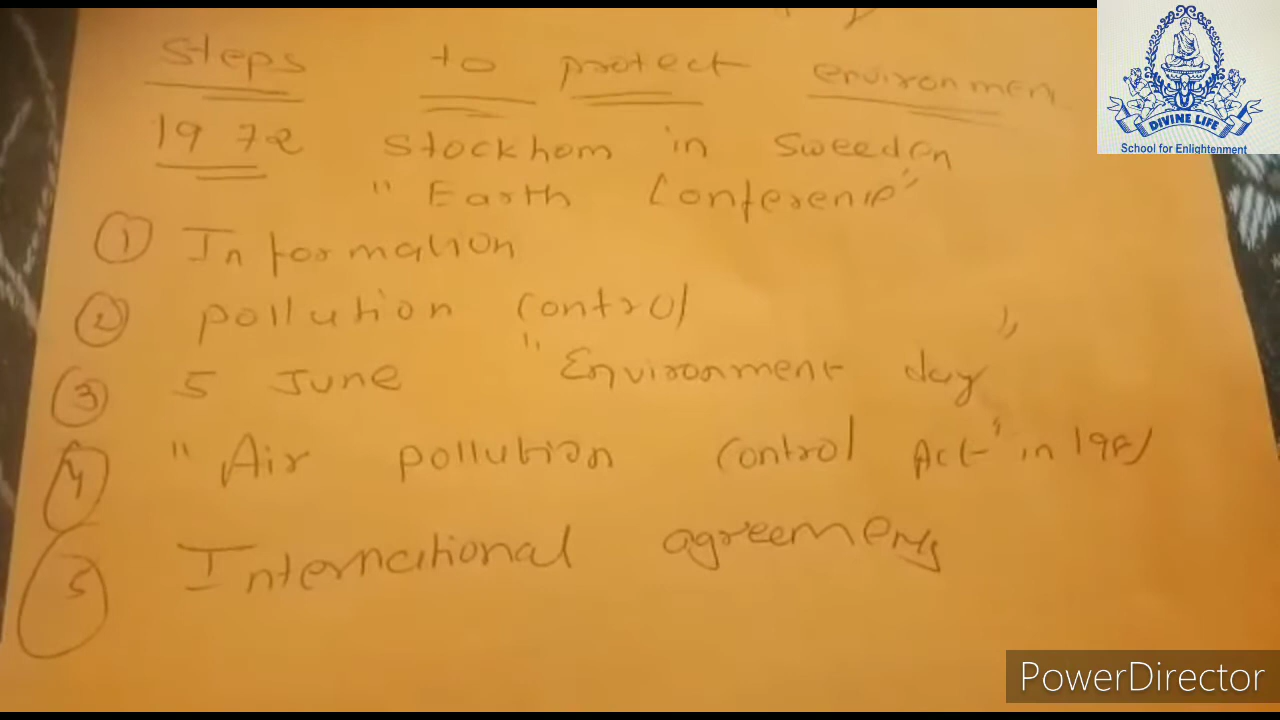 Steps to protect environmen
1972 Stockhom in Sweeden
"Earth Conference"
① Information
② pollution control
③ 5 June "Environment day"
④ "Air pollution control Act" in 1981
⑤ International agreements
DIVINE LIFE
School for Enlightenment
PowerDirector